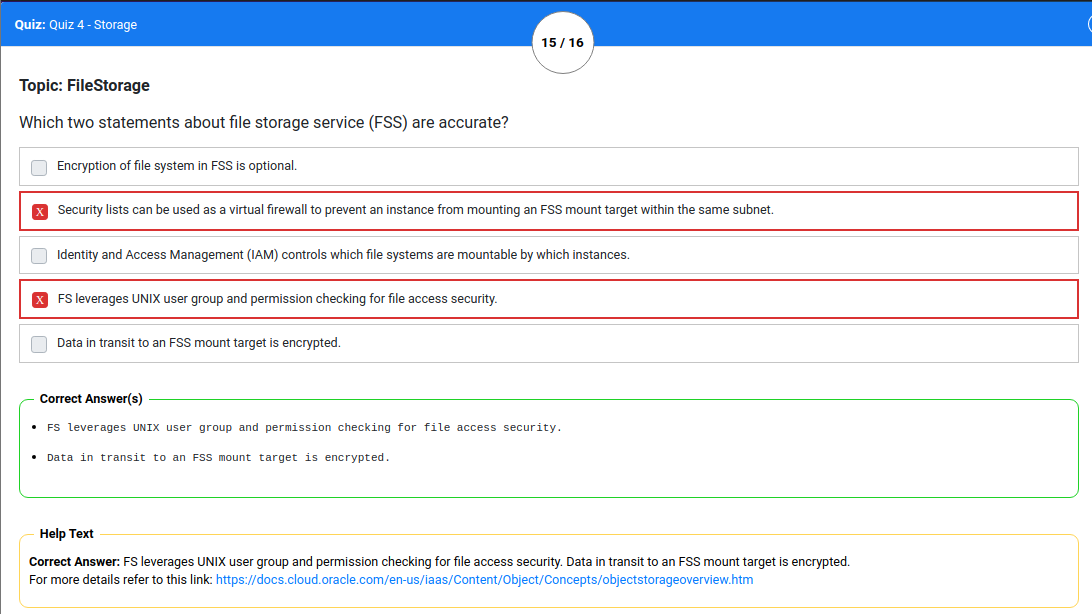 Quiz: Quiz 4 - Storage
15 / 16
Topic: FileStorage
Which two statements about file storage service (FSS) are accurate?
Encryption of file system in FSS is optional.
X Security lists can be used as a virtual firewall to prevent an instance from mounting an FSS mount target within the same subnet.
Identity and Access Management (IAM) controls which file systems are mountable by which instances.
X FS leverages UNIX user group and permission checking for file access security.
Data in transit to an FSS mount target is encrypted.
Correct Answer(s)
• FS leverages UNIX user group and permission checking for file access security.
• Data in transit to an FSS mount target is encrypted.
Help Text
Correct Answer: FS leverages UNIX user group and permission checking for file access security. Data in transit to an FSS mount target is encrypted.
For more details refer to this link: https://docs.cloud.oracle.com/en-us/iaas/Content/Object/Concepts/objectstorageoverview.htm